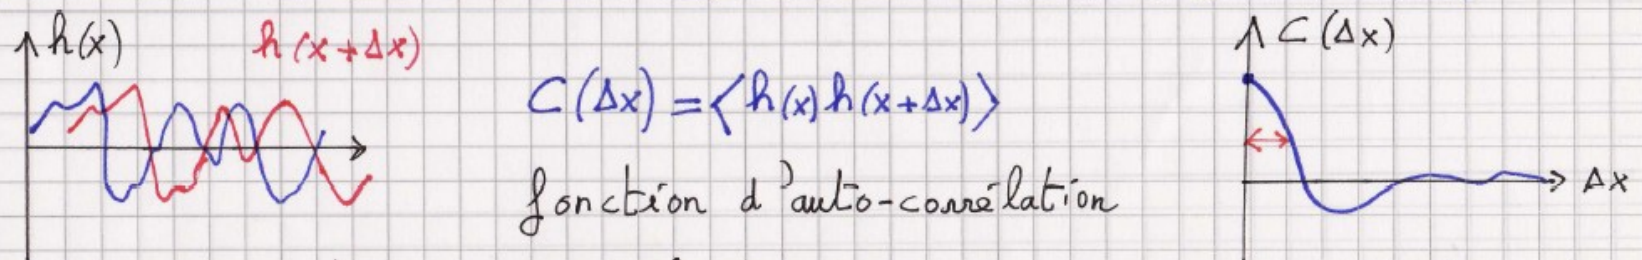 h(x)
h(x+Δx)
C(Δx) = ⟨h(x)h(x+Δx)⟩
fonction d'auto-corrélation
C(Δx)
Δx